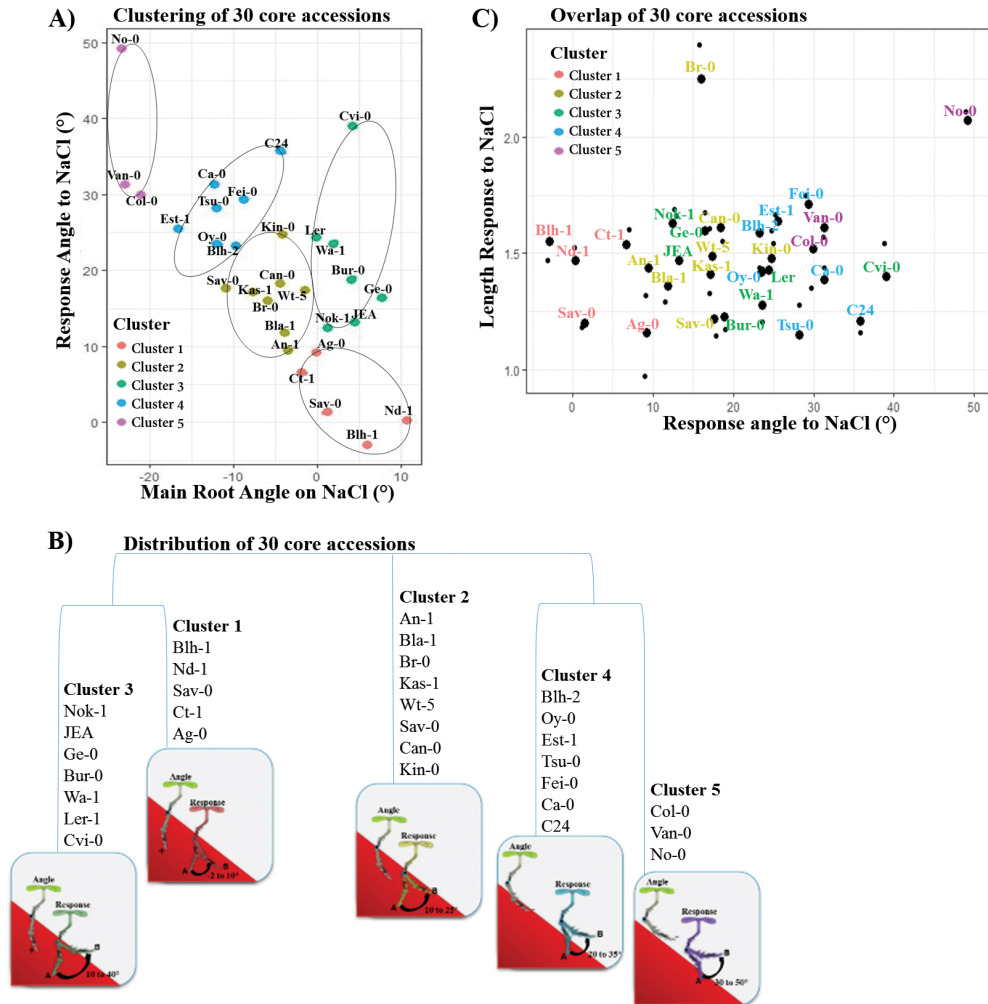 A) Clustering of 30 core accessions
Response Angle to NaCl (°)
50
40
30
20
10
0
-20
-10
0
10
Main Root Angle on NaCl (°)
Cluster
Cluster 1
Cluster 2
Cluster 3
Cluster 4
Cluster 5
No-0
Van-0
Col-0
C24
Ca-0
Fei-0
Tsu-0
Est-1
Oy-0
Blh-2
Cvi-0
Kin-0
Ler
Wa-1
Bur-0
Ge-0
Can-0
Sav-0
Kas-1
Wt-5
Br-0
Nok-1
JEA
Bla-1
An-1
Ag-0
Ct-1
Sav-0
Nd-1
Blh-1
C) Overlap of 30 core accessions
Length Response to NaCl
2.0
1.5
1.0
0
10
20
30
40
50
Response angle to NaCl (°)
Cluster
Cluster 1
Cluster 2
Cluster 3
Cluster 4
Cluster 5
Br-0
No-0
Fei-0
Nok-1
Can-0
Est-1
Van-0
Blh-1
Ct-1
Ge-0
Blh-2
Nd-1
JEA
Wt-5
Kin-0
Col-0
An-1
Kas-1
Oy-0
Ler
Ca-0
Cvi-0
Bla-1
Wa-1
Sav-0
Ag-0
Sav-0
Bur-0
Tsu-0
C24
B) Distribution of 30 core accessions
Cluster 3
Nok-1
JEA
Ge-0
Bur-0
Wa-1
Ler-1
Cvi-0
Angle
Response
A
B
10 to 40°
Cluster 1
Blh-1
Nd-1
Sav-0
Ct-1
Ag-0
Angle
Response
A
B
-2 to 10°
Cluster 2
An-1
Bla-1
Br-0
Kas-1
Wt-5
Sav-0
Can-0
Kin-0
Angle
Response
A
B
10 to 25°
Cluster 4
Blh-2
Oy-0
Est-1
Tsu-0
Fei-0
Ca-0
C24
Angle
Response
A
B
20 to 35°
Cluster 5
Col-0
Van-0
No-0
Angle
Response
A
B
30 to 50°